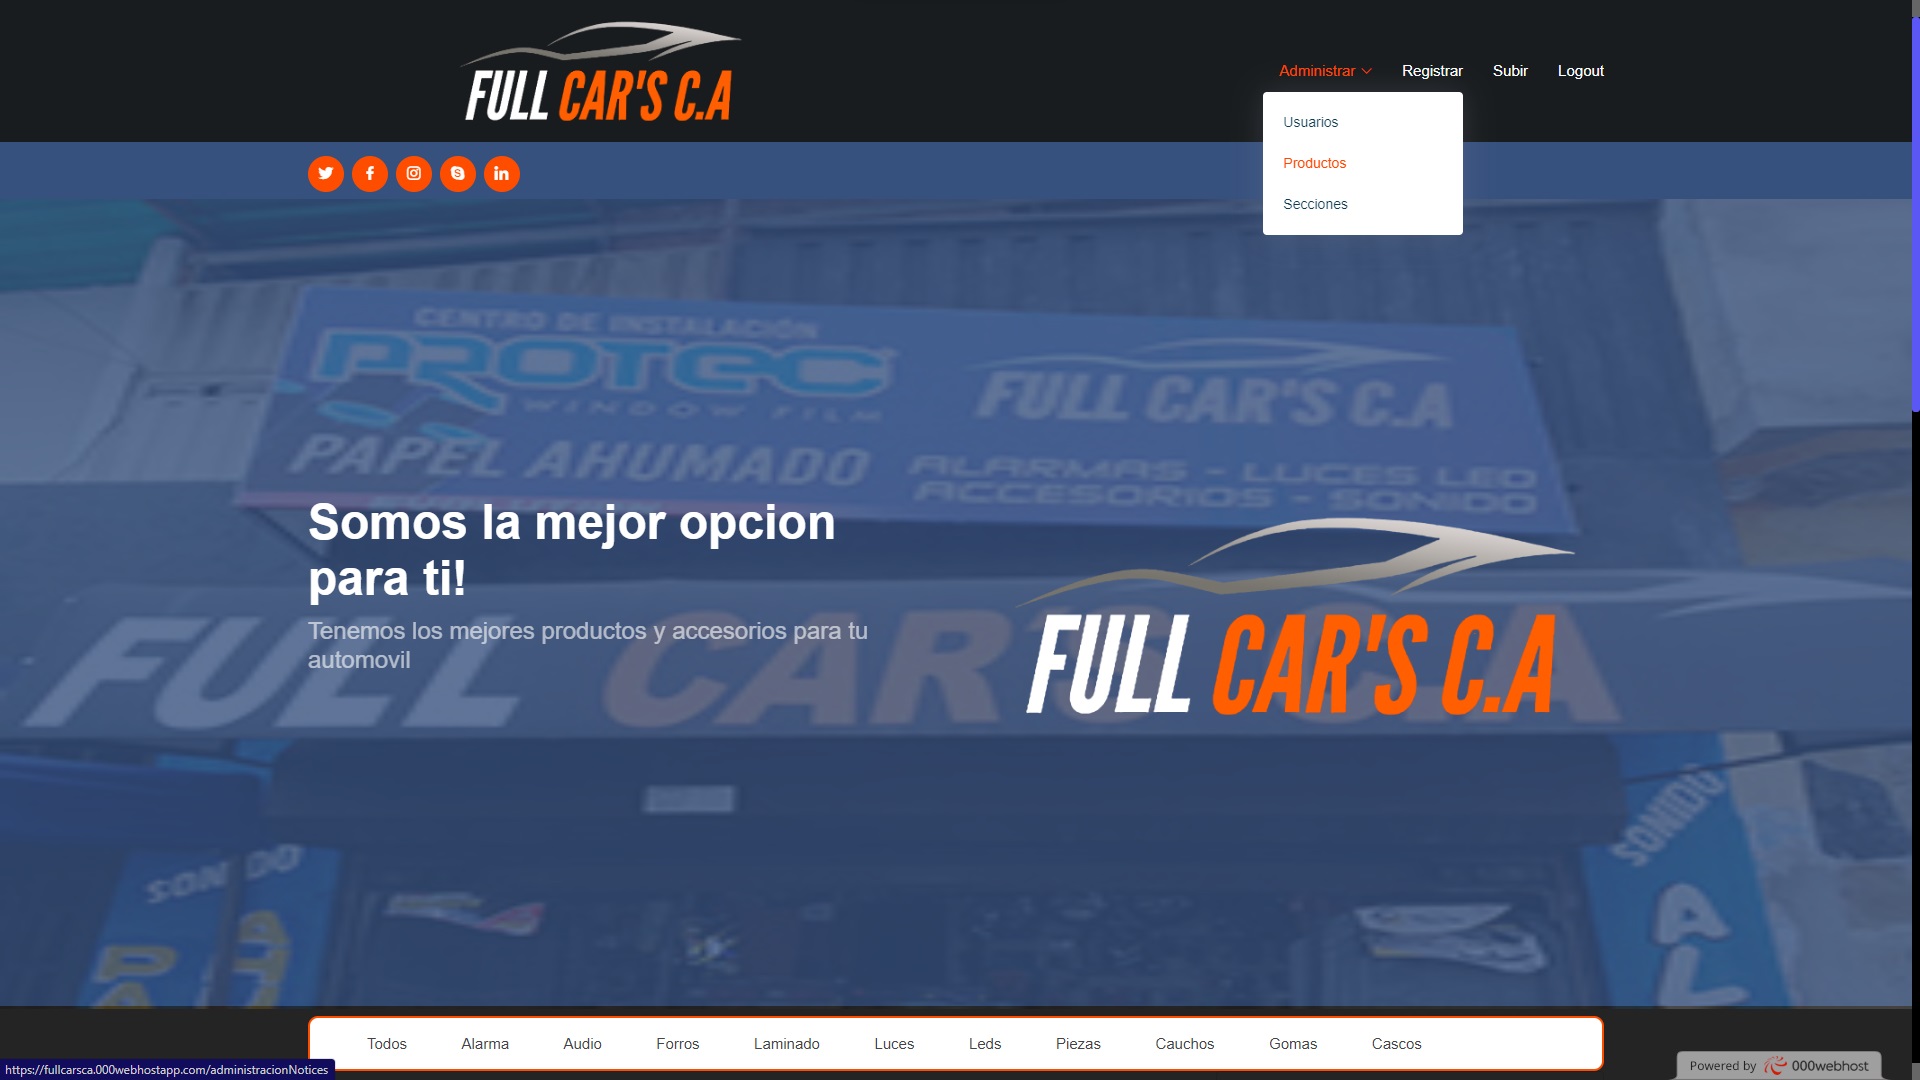 FULL CAR'S C.A
Administrar
Registrar
Subir
Logout
Usuarios
Productos
Secciones
CENTRO DE INSTALACIÓN
PROTEC
WINDOW FILM
FULL CAR'S C.A
PAPEL AHUMADO
ALARMAS - LUCES LED
ACCESORIOS - SONIDO
Somos la mejor opcion
para ti!
Tenemos los mejores productos y accesorios para tu
automovil
FULL CAR'S C.A
FULL CAR'S C.A
SONIDO
SONIDO
AL
Todos
Alarma
Audio
Forros
Laminado
Luces
Leds
Piezas
Cauchos
Gomas
Cascos
https://fullcarsca.000webhostapp.com/administracionNotices
Powered by 000webhost